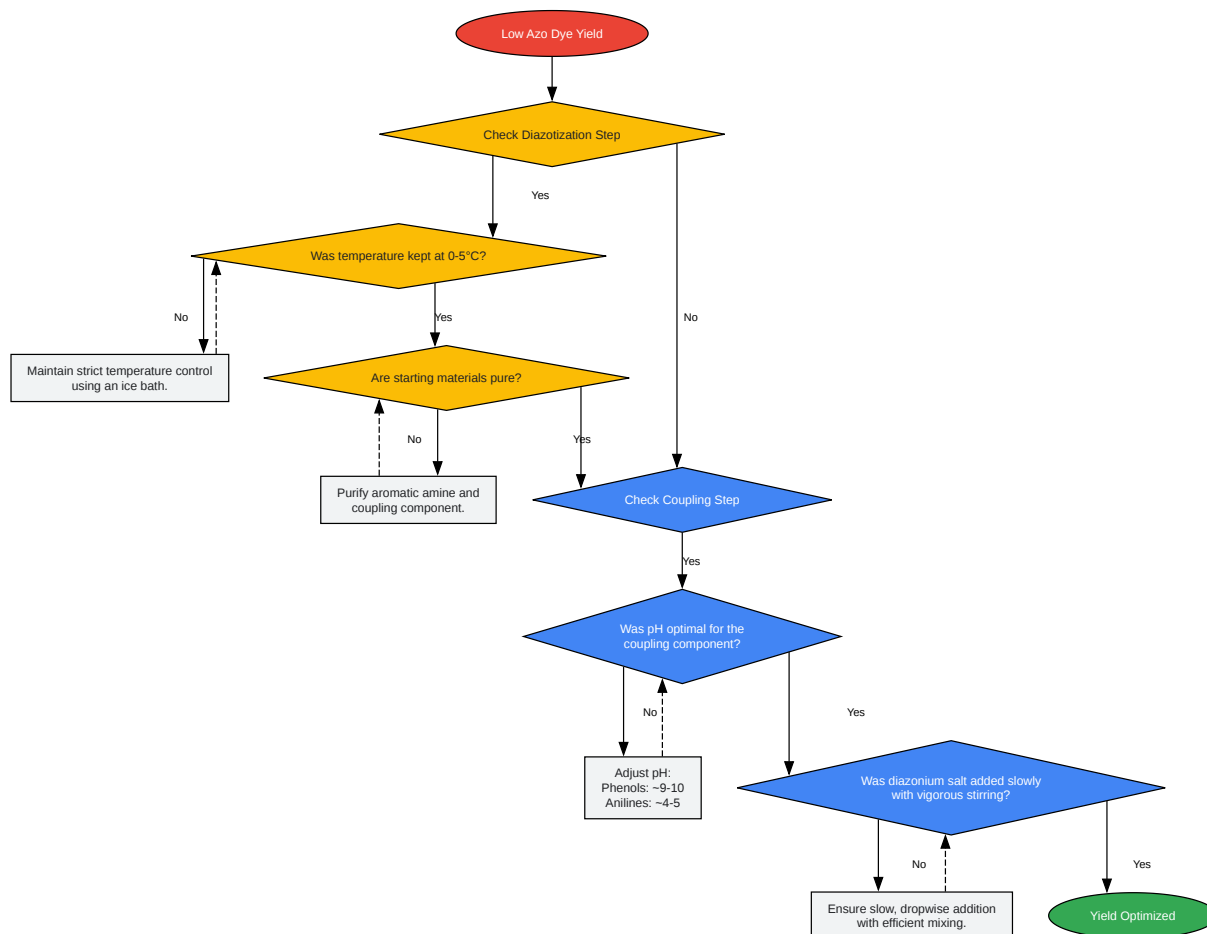 Low Azo Dye Yield
Check Diazotization Step
Yes
Was temperature kept at 0-5°C?
No
Yes
No
Maintain strict temperature control
using an ice bath.
Are starting materials pure?
No
Yes
Purify aromatic amine and
coupling component.
Check Coupling Step
Yes
Was pH optimal for the
coupling component?
No
Yes
Adjust pH:
Phenols: ~9-10
Anilines: ~4-5
Was diazonium salt added slowly
with vigorous stirring?
No
Yes
Ensure slow, dropwise addition
with efficient mixing.
Yield Optimized